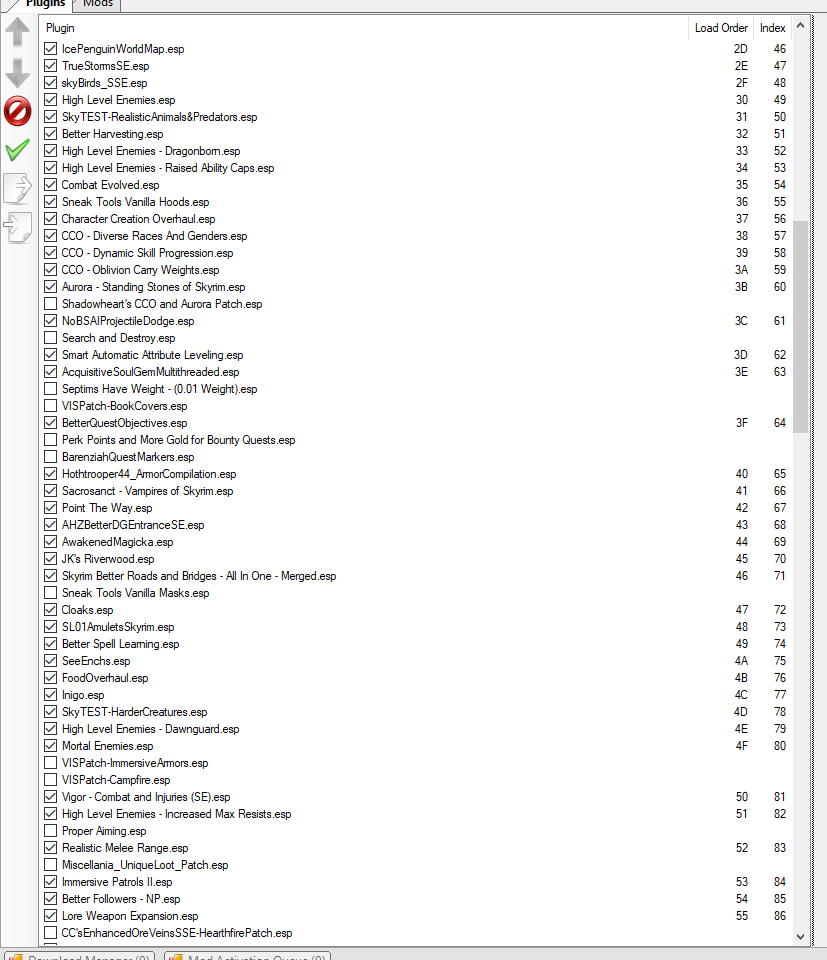 Plugins Mods
Plugin Load Order Index
IcePenguinWorldMap.esp 2D 46
TrueStormsSE.esp 2E 47
skyBirds_SSE.esp 2F 48
High Level Enemies.esp 30 49
SkyTEST-RealisticAnimals&Predators.esp 31 50
Better Harvesting.esp 32 51
High Level Enemies - Dragonborn.esp 33 52
High Level Enemies - Raised Ability Caps.esp 34 53
Combat Evolved.esp 35 54
Sneak Tools Vanilla Hoods.esp 36 55
Character Creation Overhaul.esp 37 56
CCO - Diverse Races And Genders.esp 38 57
CCO - Dynamic Skill Progression.esp 39 58
CCO - Oblivion Carry Weights.esp 3A 59
Aurora - Standing Stones of Skyrim.esp 3B 60
Shadowheart's CCO and Aurora Patch.esp
NoBSAIProjectileDodge.esp 3C 61
Search and Destroy.esp
Smart Automatic Attribute Leveling.esp 3D 62
AcquisitiveSoulGemMultithreaded.esp 3E 63
Septims Have Weight - (0.01 Weight).esp
VISPatch-BookCovers.esp
BetterQuestObjectives.esp 3F 64
Perk Points and More Gold for Bounty Quests.esp
BarenziahQuestMarkers.esp
Hothtrooper44_ArmorCompilation.esp 40 65
Sacrosanct - Vampires of Skyrim.esp 41 66
Point The Way.esp 42 67
AHZBetterDGEntranceSE.esp 43 68
AwakenedMagicka.esp 44 69
JK's Riverwood.esp 45 70
Skyrim Better Roads and Bridges - All In One - Merged.esp 46 71
Sneak Tools Vanilla Masks.esp
Cloaks.esp 47 72
SL01AmuletsSkyrim.esp 48 73
Better Spell Learning.esp 49 74
SeeEnchs.esp 4A 75
FoodOverhaul.esp 4B 76
Inigo.esp 4C 77
SkyTEST-HarderCreatures.esp 4D 78
High Level Enemies - Dawnguard.esp 4E 79
Mortal Enemies.esp 4F 80
VISPatch-ImmersiveArmors.esp
VISPatch-Campfire.esp
Vigor - Combat and Injuries (SE).esp 50 81
High Level Enemies - Increased Max Resists.esp 51 82
Proper Aiming.esp
Realistic Melee Range.esp 52 83
Miscellania_UniqueLoot_Patch.esp
Immersive Patrols II.esp 53 84
Better Followers - NP.esp 54 85
Lore Weapon Expansion.esp 55 86
CC'sEnhancedOreVeinsSSE-HearthfirePatch.esp
Download Manager (0) Mod Activation Queue (0)